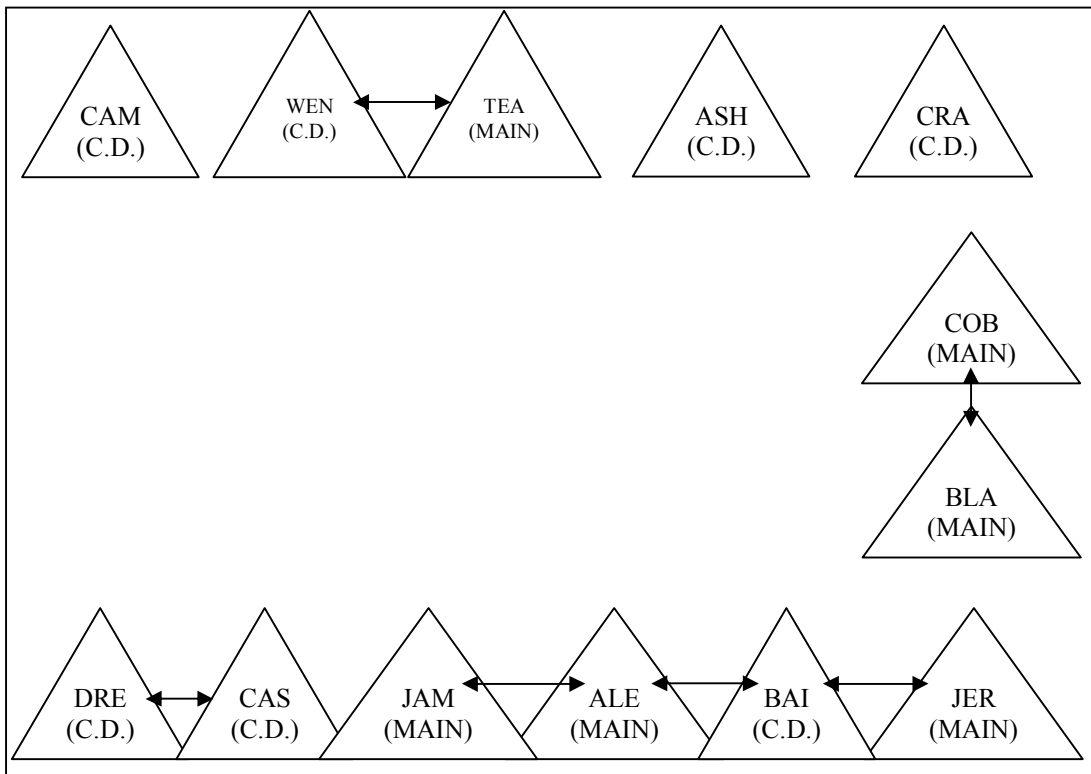 CAM
(C.D.)
WEN
(C.D.)
TEA
(MAIN)
ASH
(C.D.)
CRA
(C.D.)
COB
(MAIN)
BLA
(MAIN)
DRE
(C.D.)
CAS
(C.D.)
JAM
(MAIN)
ALE
(MAIN)
BAI
(C.D.)
JER
(MAIN)